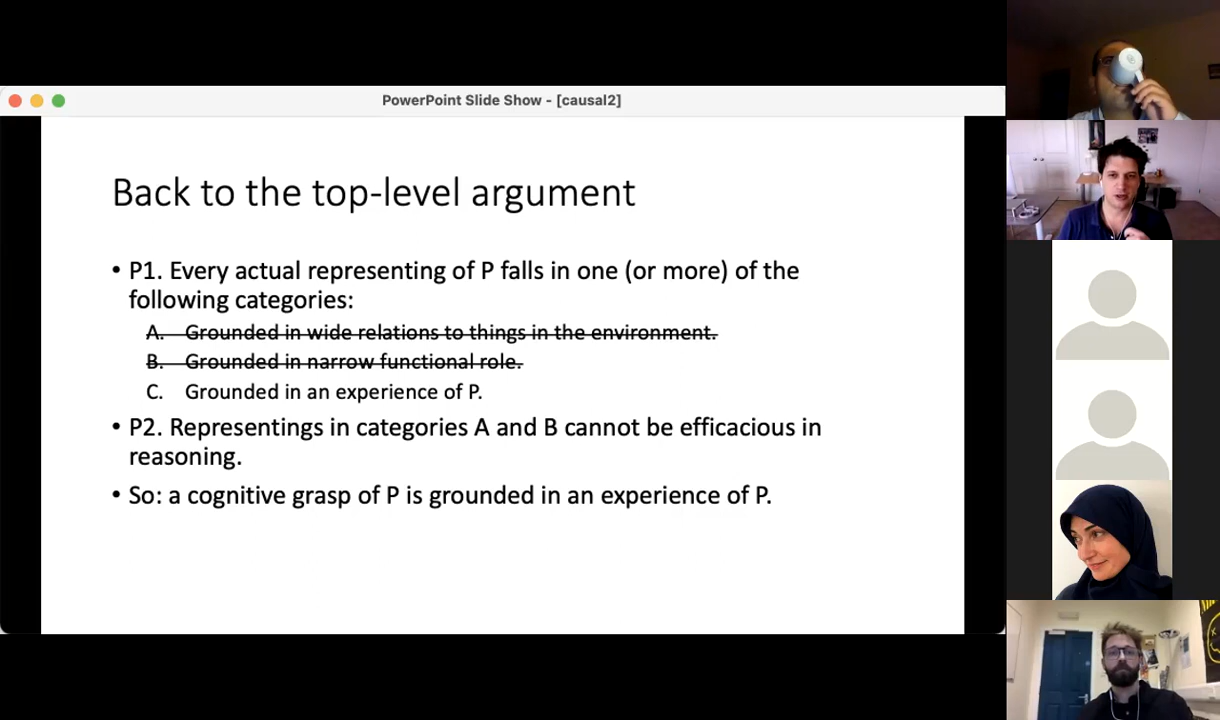 PowerPoint Slide Show - [causal2]
Back to the top-level argument
• P1. Every actual representing of P falls in one (or more) of the
following categories:
A. Grounded in wide relations to things in the environment.
B. Grounded in narrow functional role.
C. Grounded in an experience of P.
• P2. Representings in categories A and B cannot be efficacious in
reasoning.
• So: a cognitive grasp of P is grounded in an experience of P.